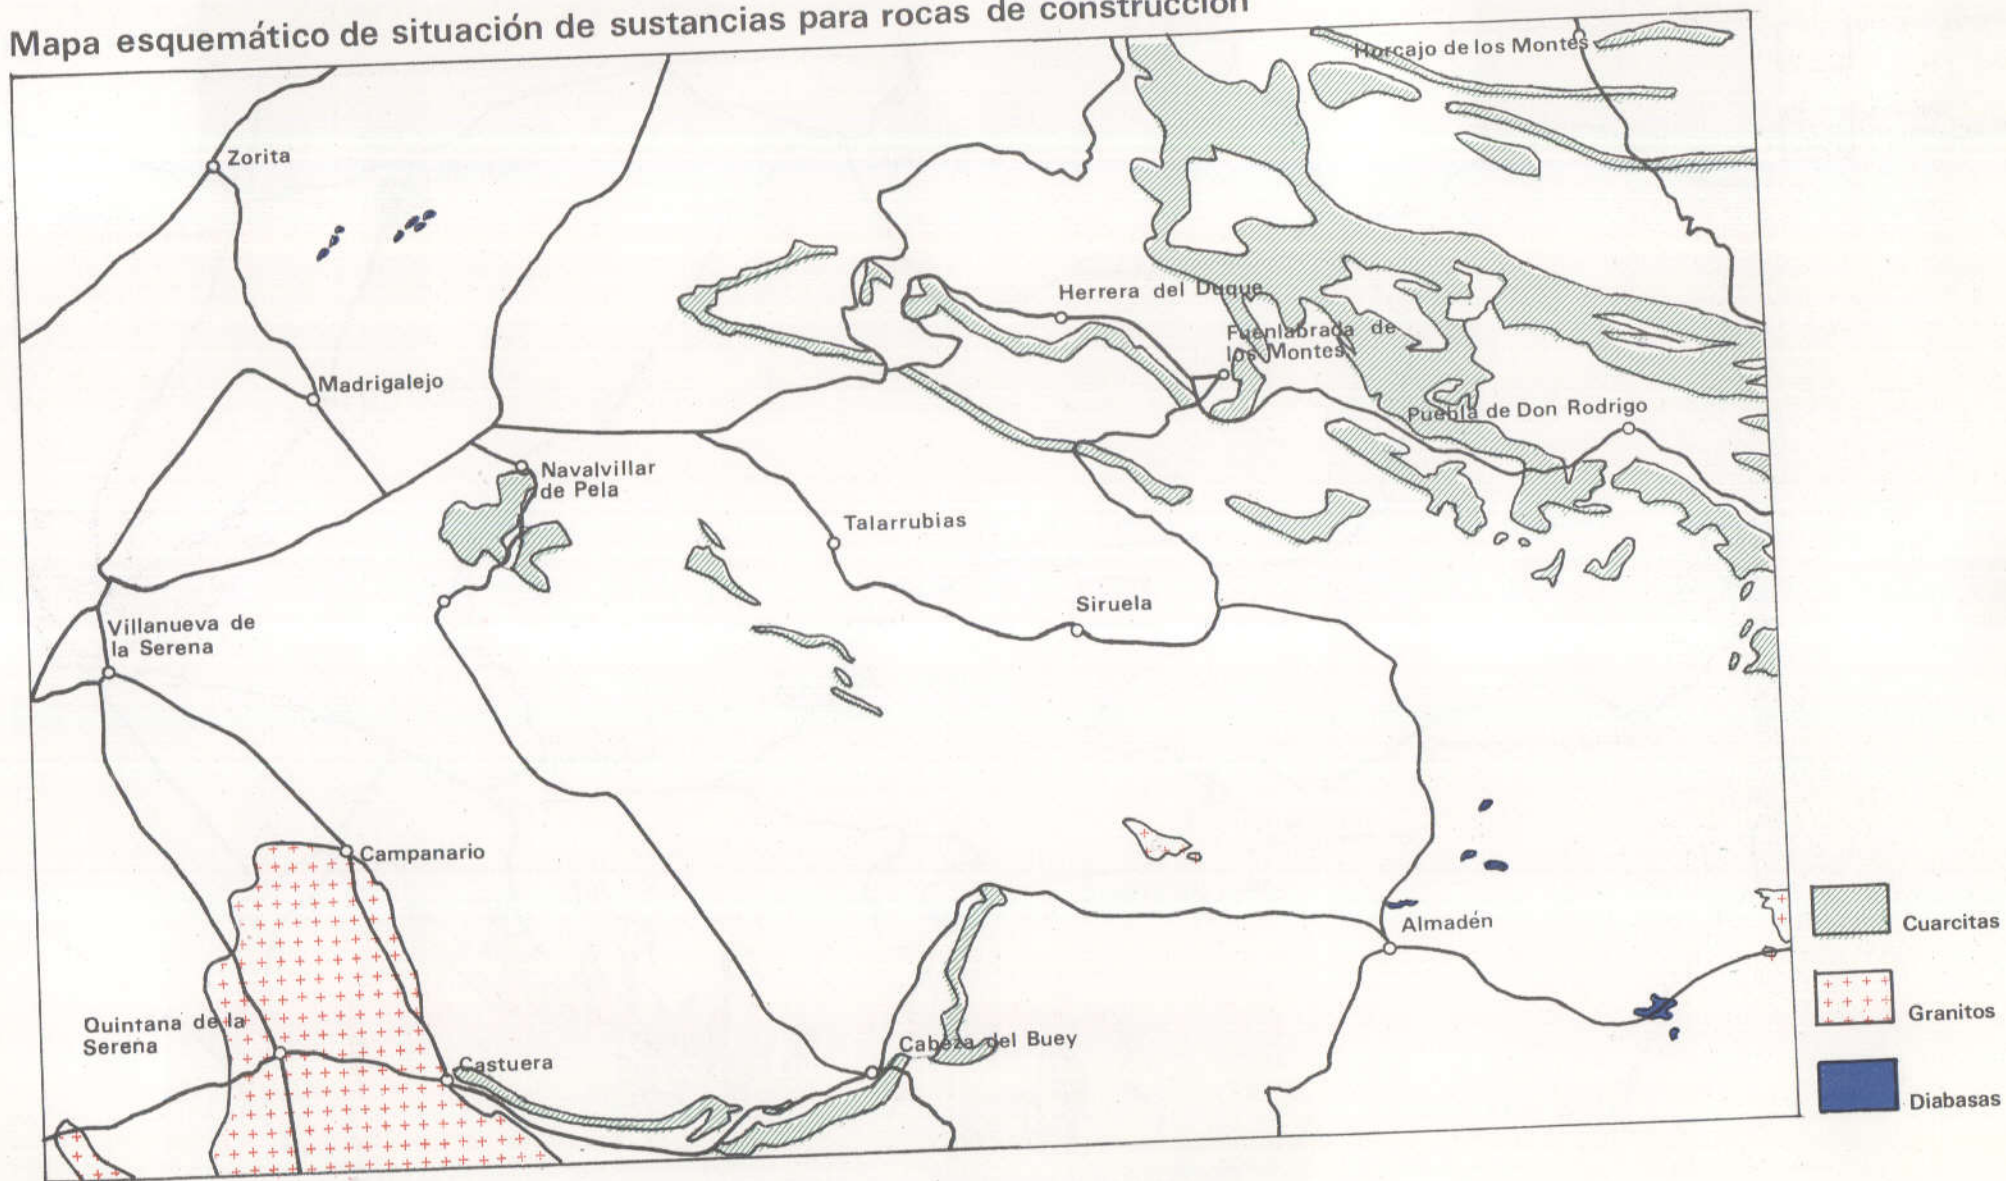 Mapa esquemático de situación de sustancias para rocas de construcción
Horcajo de los Montes
Zorita
Herrera del Duque
Fuenlabrada de
los Montes
Madrigalejo
Puebla de Don Rodrigo
Navalvillar
de Pela
Talarrubias
Siruela
Villanueva de
la Serena
Campanario
Almadén
Cuarcitas
Granitos
Quintana de la
Serena
Cabeza del Buey
Castuera
Diabasas